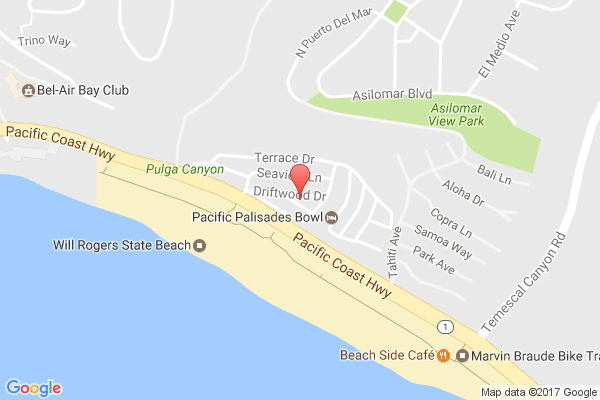 Trino Way
N Puerto Del Mar
El Medio Ave
Bel-Air Bay Club
Asilomar Blvd
Asilomar
View Park
Pacific Coast Hwy
Terrace Dr
Pulga Canyon
Bali Ln
Driftwood Dr
Aloha Dr
Pacific Palisades Bowl
Copra Ln
Samoa Way
Will Rogers State Beach
Pacific Coast Hwy
Tahiti Ave
Park Ave
Temescal Canyon Rd
1
Beach Side Café
Marvin Braude Bike Tra
Google
Map data ©2017 Google